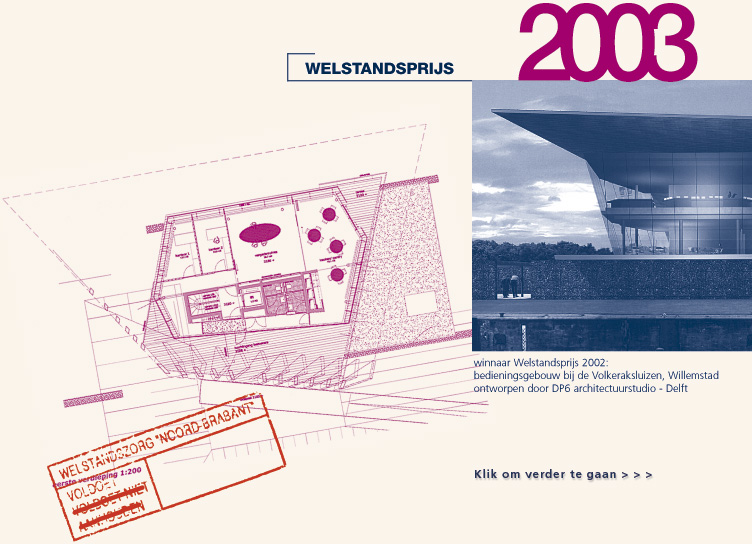 2003
WELSTANDSPRIJS
winnaar Welstandsprijs 2002:
bedieningsgebouw bij de Volkeraksluizen, Willemstad
ontworpen door DP6 architectuurstudio - Delft
WELSTANDSZORG "NOORD-BRABANT"
eerste verdieping 1:200
VOLDOET
VOLDOET NIET
AANHOUDEN
Klik om verder te gaan > > >